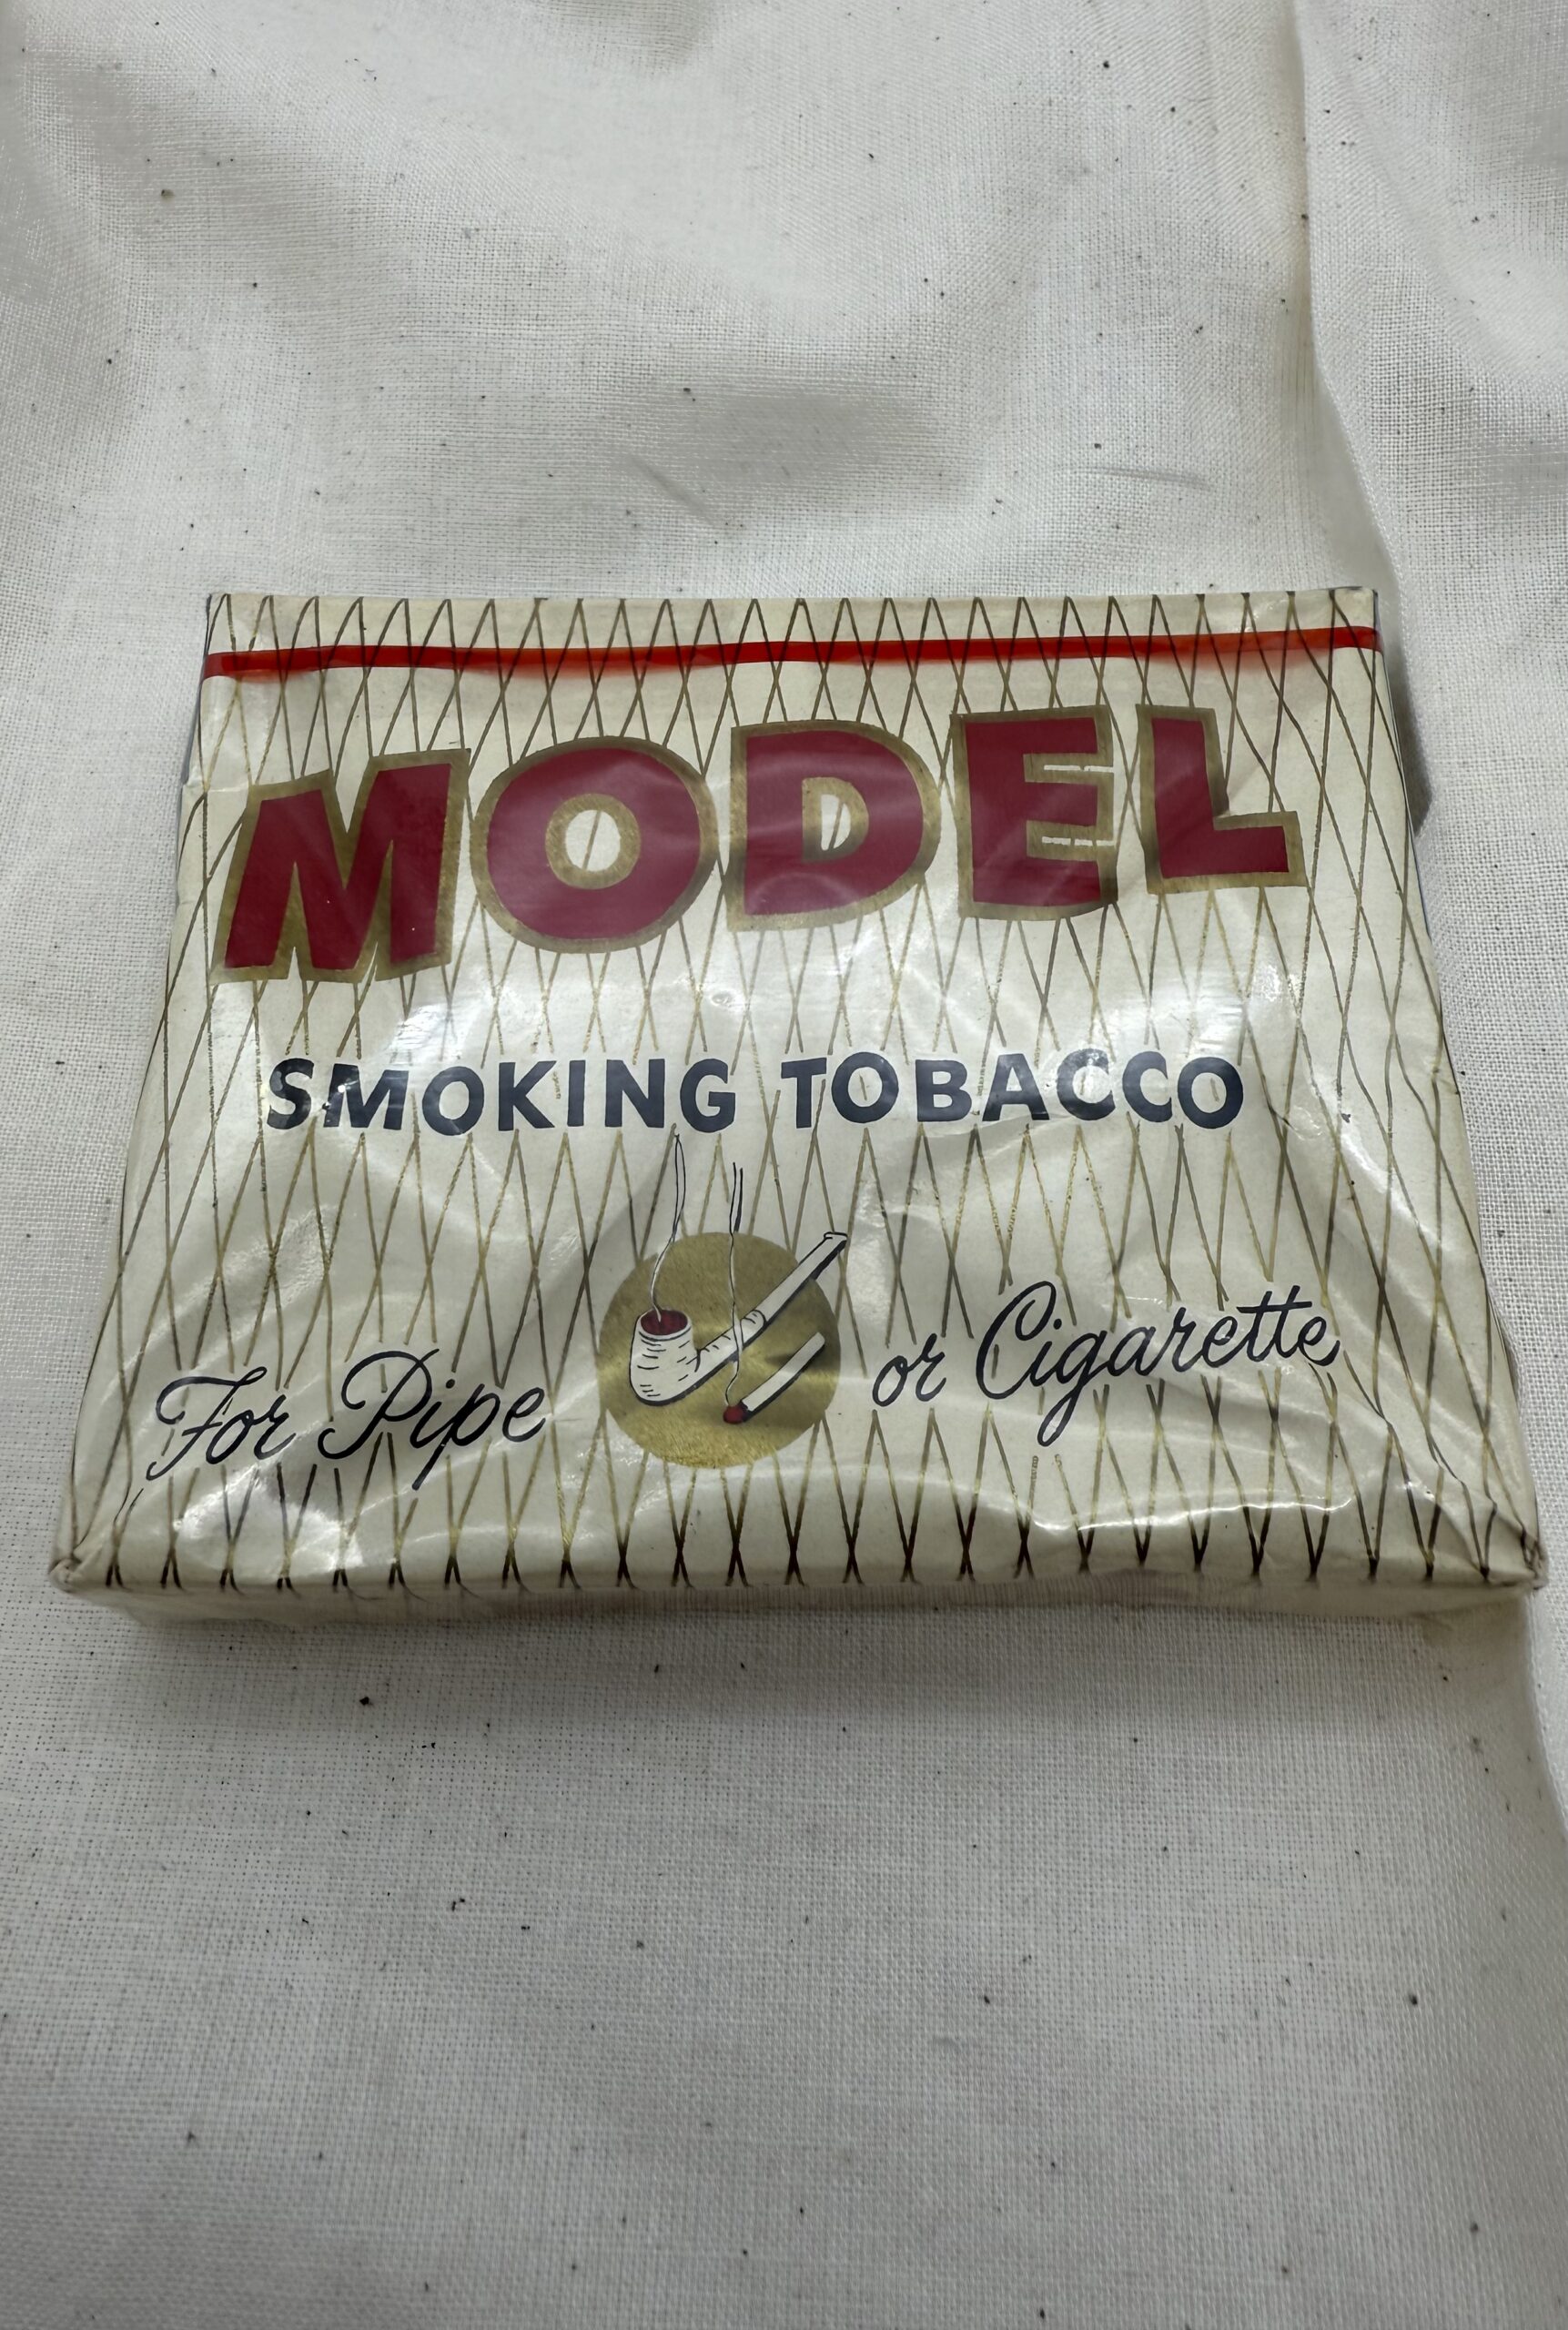 MODEL
SMOKING TOBACCO
For Pipe or Cigarette